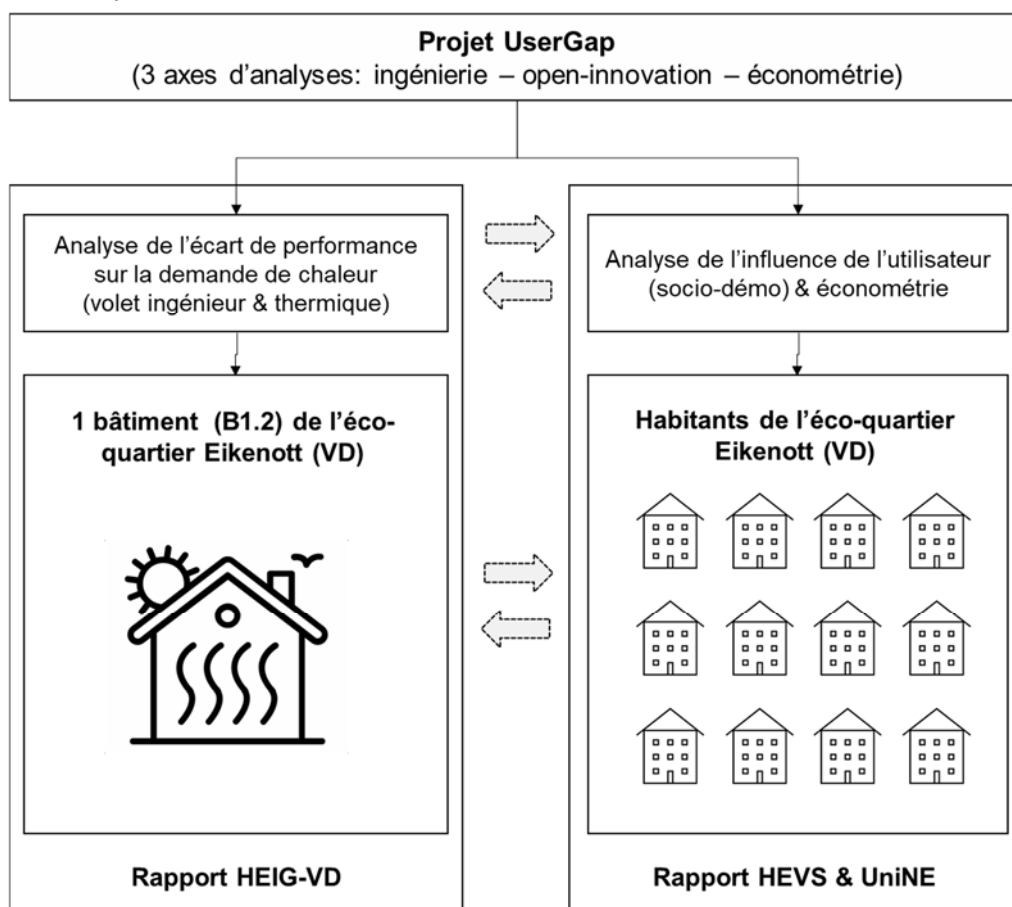 Projet UserGap
(3 axes d'analyses: ingénierie – open-innovation – économétrie)
Analyse de l'écart de performance
sur la demande de chaleur
(volet ingénieur & thermique)
Analyse de l'influence de l'utilisateur
(socio-démo) & économétrie
1 bâtiment (B1.2) de l'éco-
quartier Eikenott (VD)
Habitants de l'éco-quartier
Eikenott (VD)
Rapport HEIG-VD
Rapport HEVS & UniNE